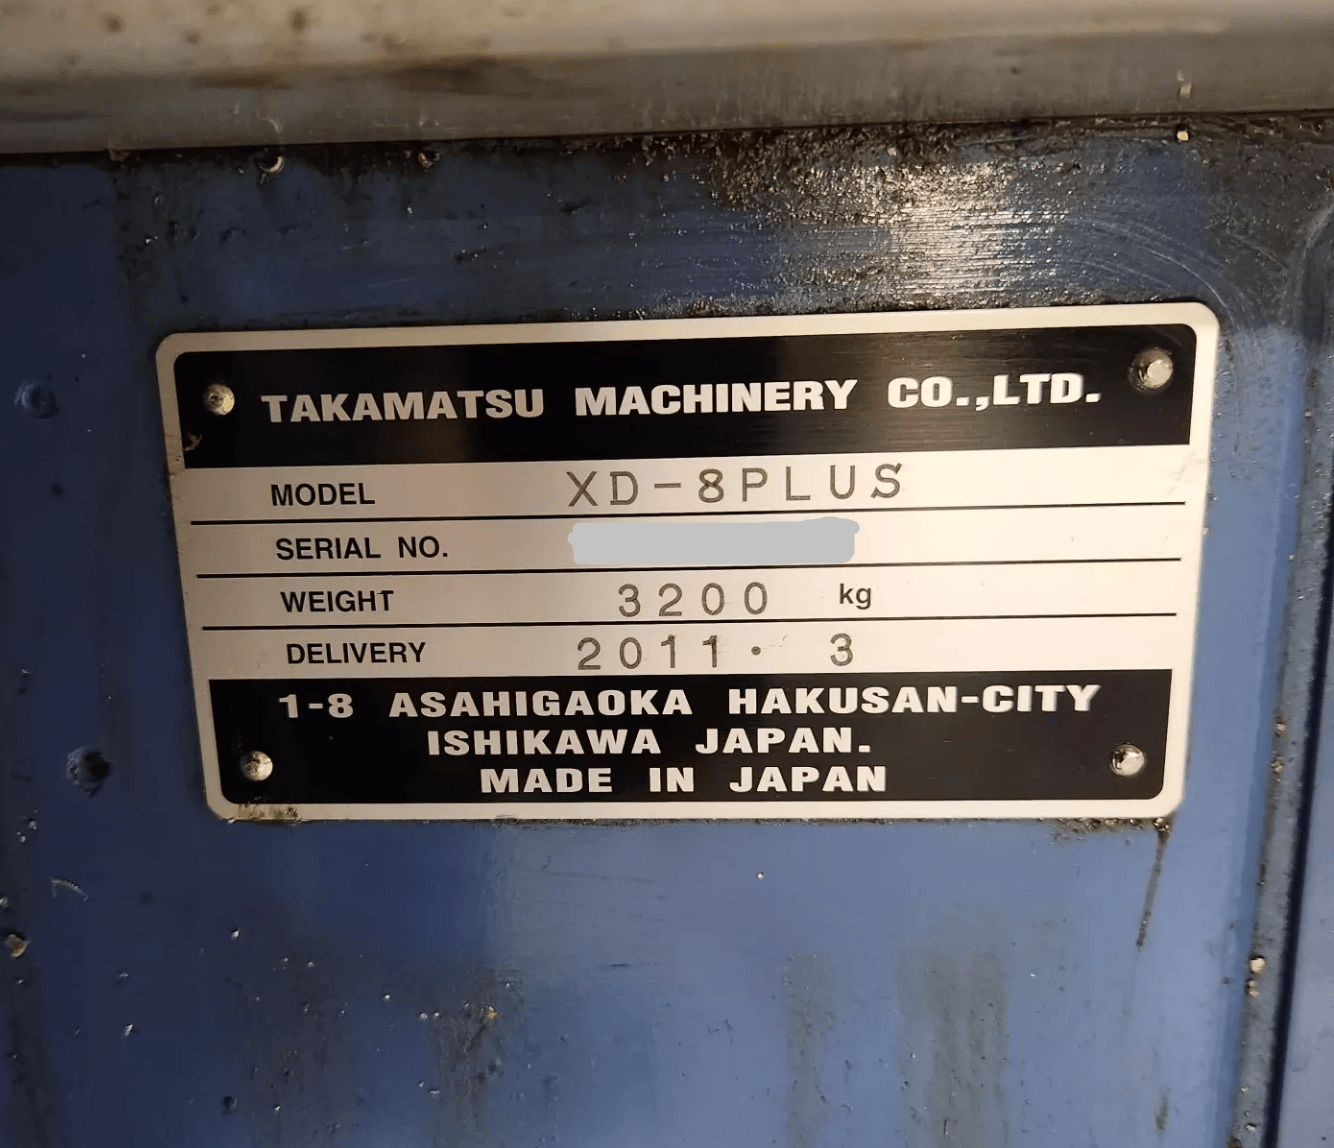 TAKAMATSU MACHINERY CO.,LTD.
MODEL XD-8PLUS
SERIAL NO.
WEIGHT 3200 kg
DELIVERY 2011. 3
1-8 ASAHIGAOKA HAKUSAN-CITY
ISHIKAWA JAPAN.
MADE IN JAPAN